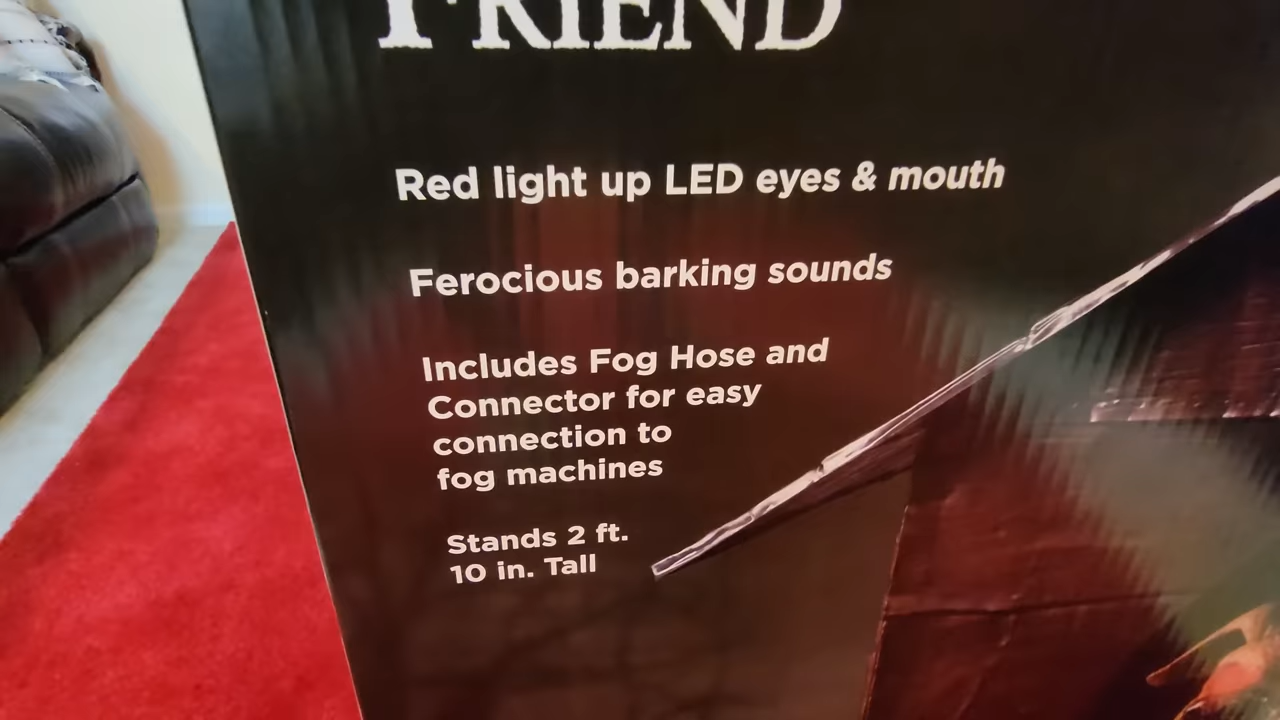 FRIEND
Red light up LED eyes & mouth
Ferocious barking sounds
Includes Fog Hose and
Connector for easy
connection to
fog machines
Stands 2 ft.
10 in. Tall